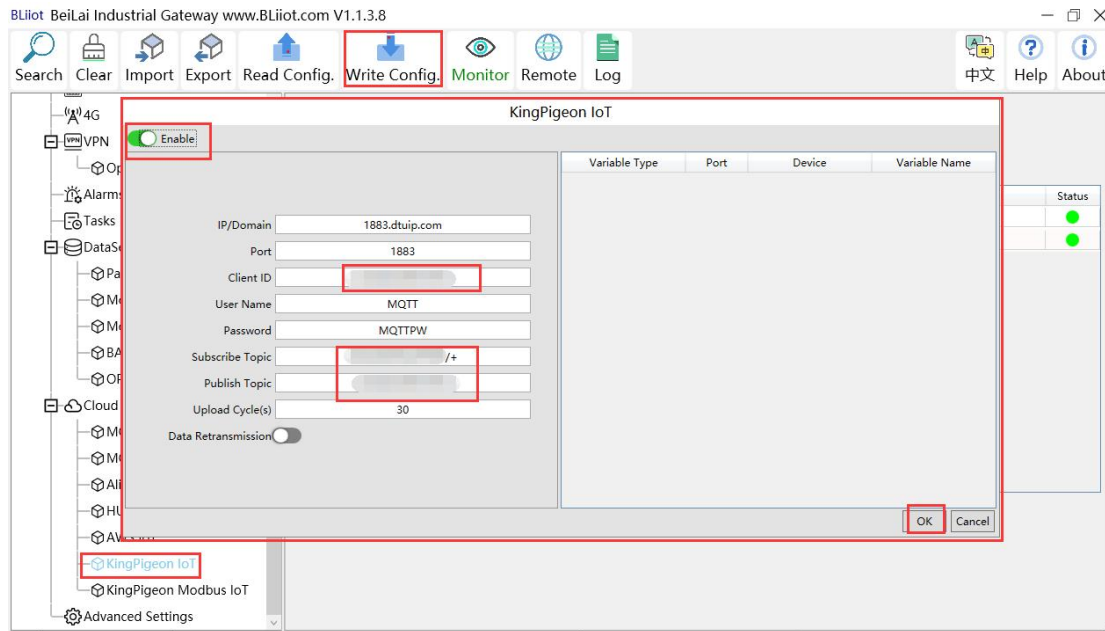 BLiiot BeiLai Industrial Gateway www.BLiiot.com V1.1.3.8
Search Clear Import Export Read Config. Write Config. Monitor Remote Log 中文 Help About
4G
VPN
Alarms
Tasks
Cloud
KingPigeon IoT
KingPigeon Modbus IoT
Advanced Settings
KingPigeon IoT
Enable
IP/Domain 1883.dtuip.com
Port 1883
Client ID
User Name MQTT
Password MQTTPW
Subscribe Topic /+
Publish Topic
Upload Cycle(s) 30
Data Retransmission
Variable Type Port Device Variable Name
OK Cancel
Status